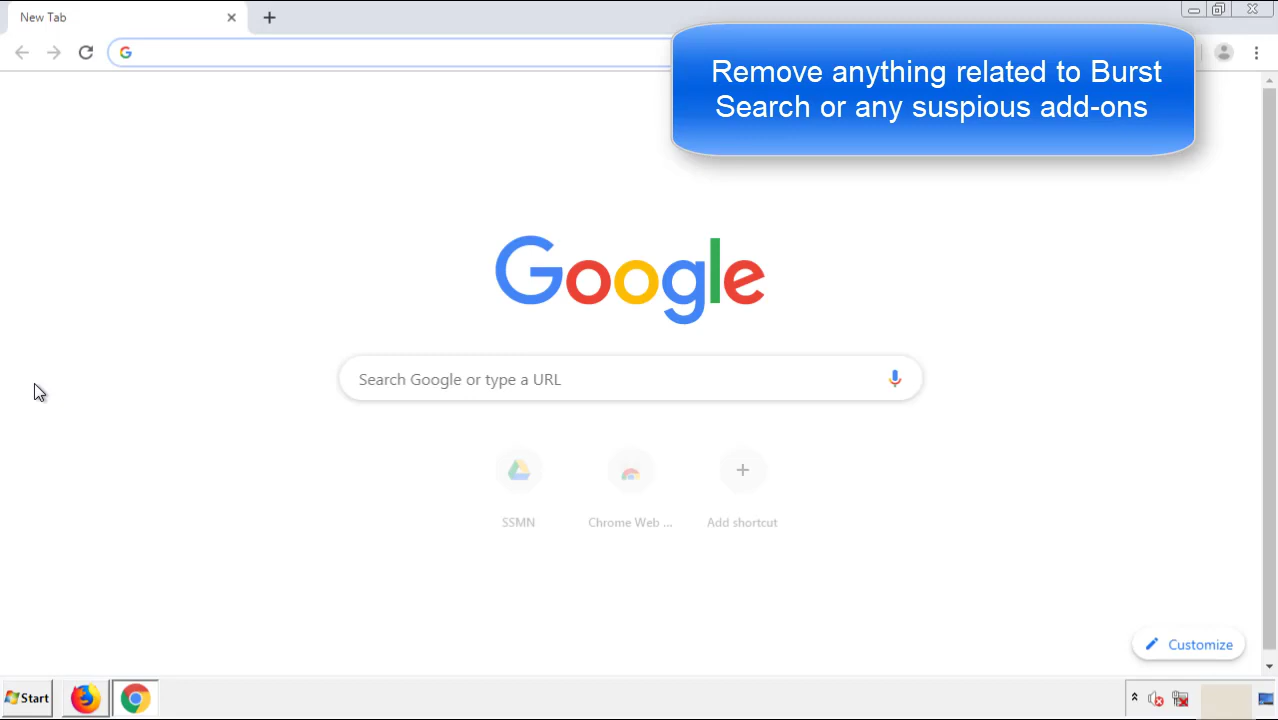 New Tab
Remove anything related to Burst
Search or any suspious add-ons
Google
Search Google or type a URL
SSMN
Chrome Web ...
Add shortcut
Customize
Start